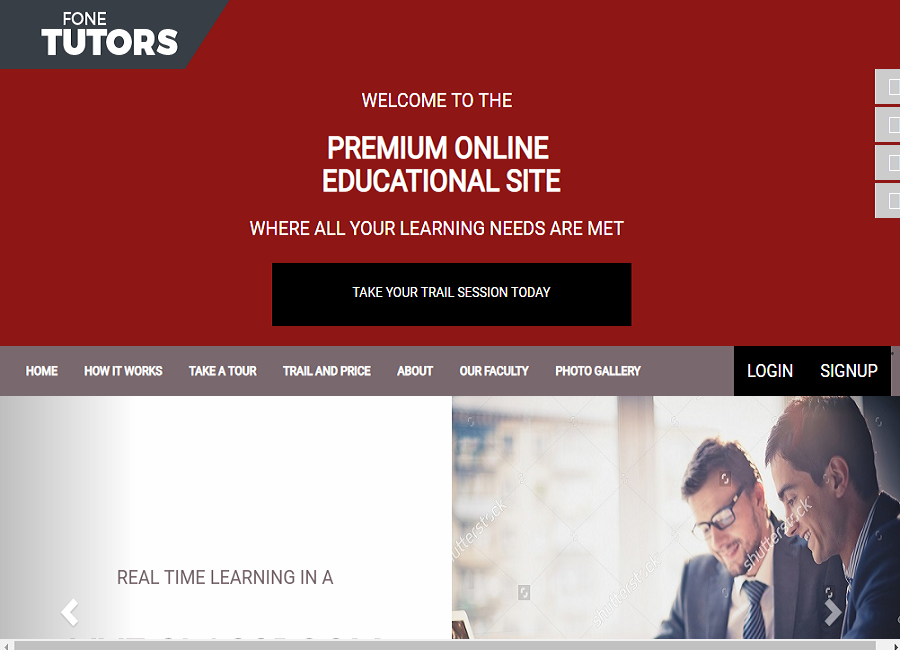 FONE
TUTORS
WELCOME TO THE
PREMIUM ONLINE
EDUCATIONAL SITE
WHERE ALL YOUR LEARNING NEEDS ARE MET
TAKE YOUR TRAIL SESSION TODAY
HOME HOW IT WORKS TAKE A TOUR TRAIL AND PRICE ABOUT OUR FACULTY PHOTO GALLERY LOGIN SIGNUP
REAL TIME LEARNING IN A
shutterstock
shutterstock
shutterstock